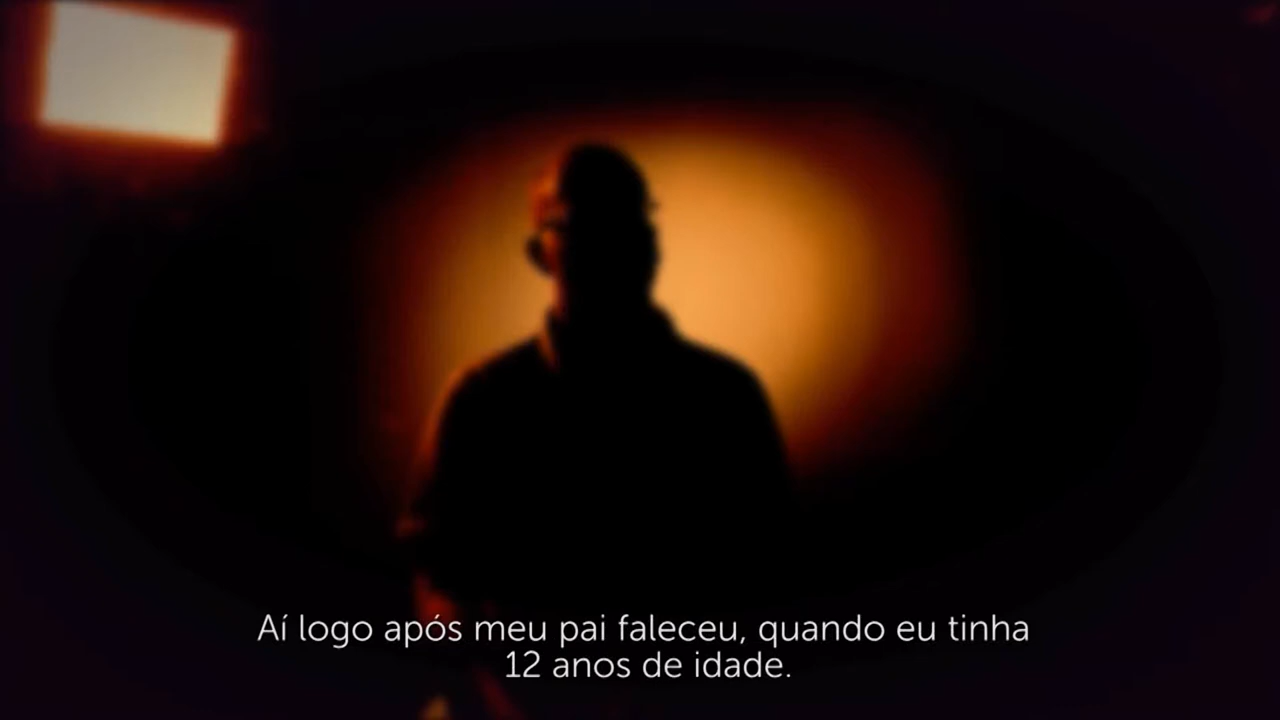 Aí logo após meu pai faleceu, quando eu tinha
12 anos de idade.